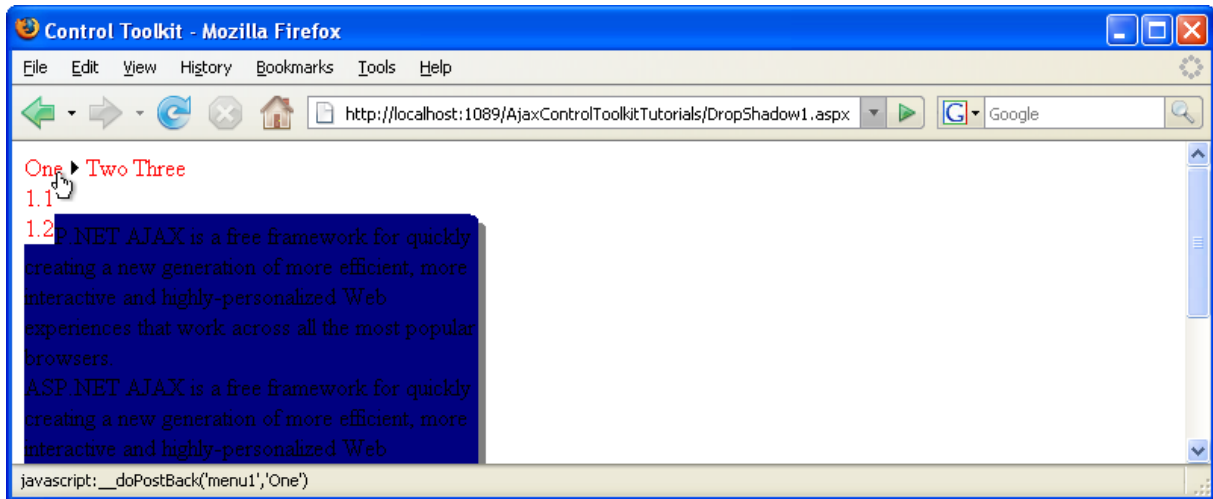 Control Toolkit - Mozilla Firefox
File Edit View History Bookmarks Tools Help
http://localhost:1089/AjaxControlToolkitTutorials/DropShadow1.aspx G Google
One Two Three
1.1
1.2 P.NET AJAX is a free framework for quickly
creating a new generation of more efficient, more
interactive and highly-personalized Web
experiences that work across all the most popular
browsers.
ASP.NET AJAX is a free framework for quickly
creating a new generation of more efficient, more
interactive and highly-personalized Web
javascript:__doPostBack('menu1','One')